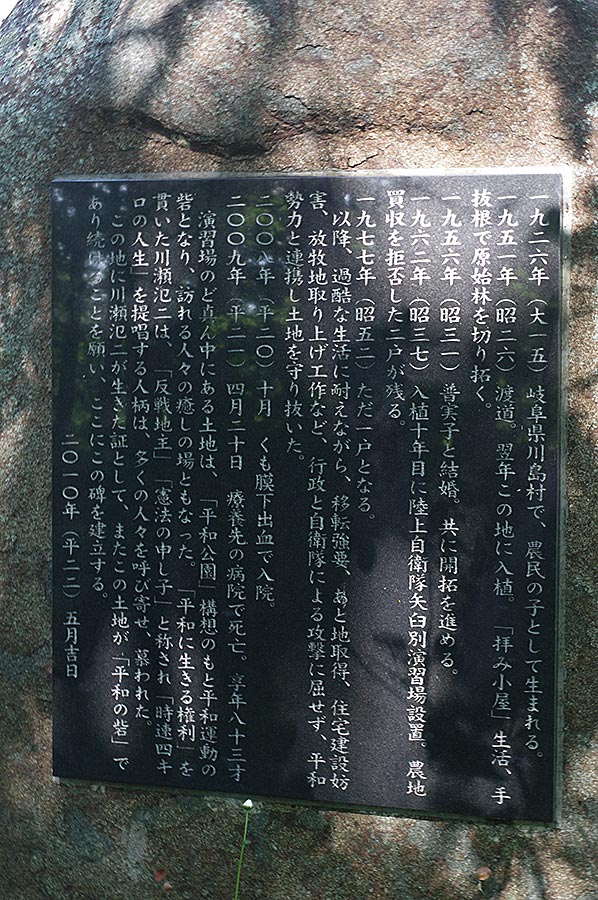 一九二六年（大一五）岐阜県川島村で、農民の子として生まれる。
一九五一年（昭二六）渡道。翌年この地に入植。「拝み小屋」生活、手
抜根で原始林を切り拓く。
一九五六年（昭三一）普実子と結婚。共に開拓を進める。
一九六二年（昭三七）入植十年目に陸上自衛隊矢臼別演習場設置。農地
買収を拒否した二戸が残る。
一九七七年（昭五二）ただ一戸となる。
以降、過酷な生活に耐えながら、移転強要、あと地取得、住宅建設妨
害、放牧地取り上げ工作など、行政と自衛隊による攻撃に屈せず、平和
勢力と連携し土地を守り抜いた。
二〇〇八年（平二〇）十月 くも膜下出血で入院。
二〇〇九年（平二一）四月二十日 療養先の病院で死亡。享年八十三才
演習場のど真ん中にある土地は、「平和公園」構想のもと平和運動の
砦となり、訪れる人々の癒しの場ともなった。「平和に生きる権利」を
貫いた川瀬氾二は、「反戦地主」「憲法の申し子」と称され「時速四キ
ロの人生」を提唱する人柄は、多くの人々を呼び寄せ、慕われた。
この地に川瀬氾二が生きた証として、またこの土地が「平和の砦」で
あり続けることを願い、ここにこの碑を建立する。
二〇一〇年（平二二）五月吉日